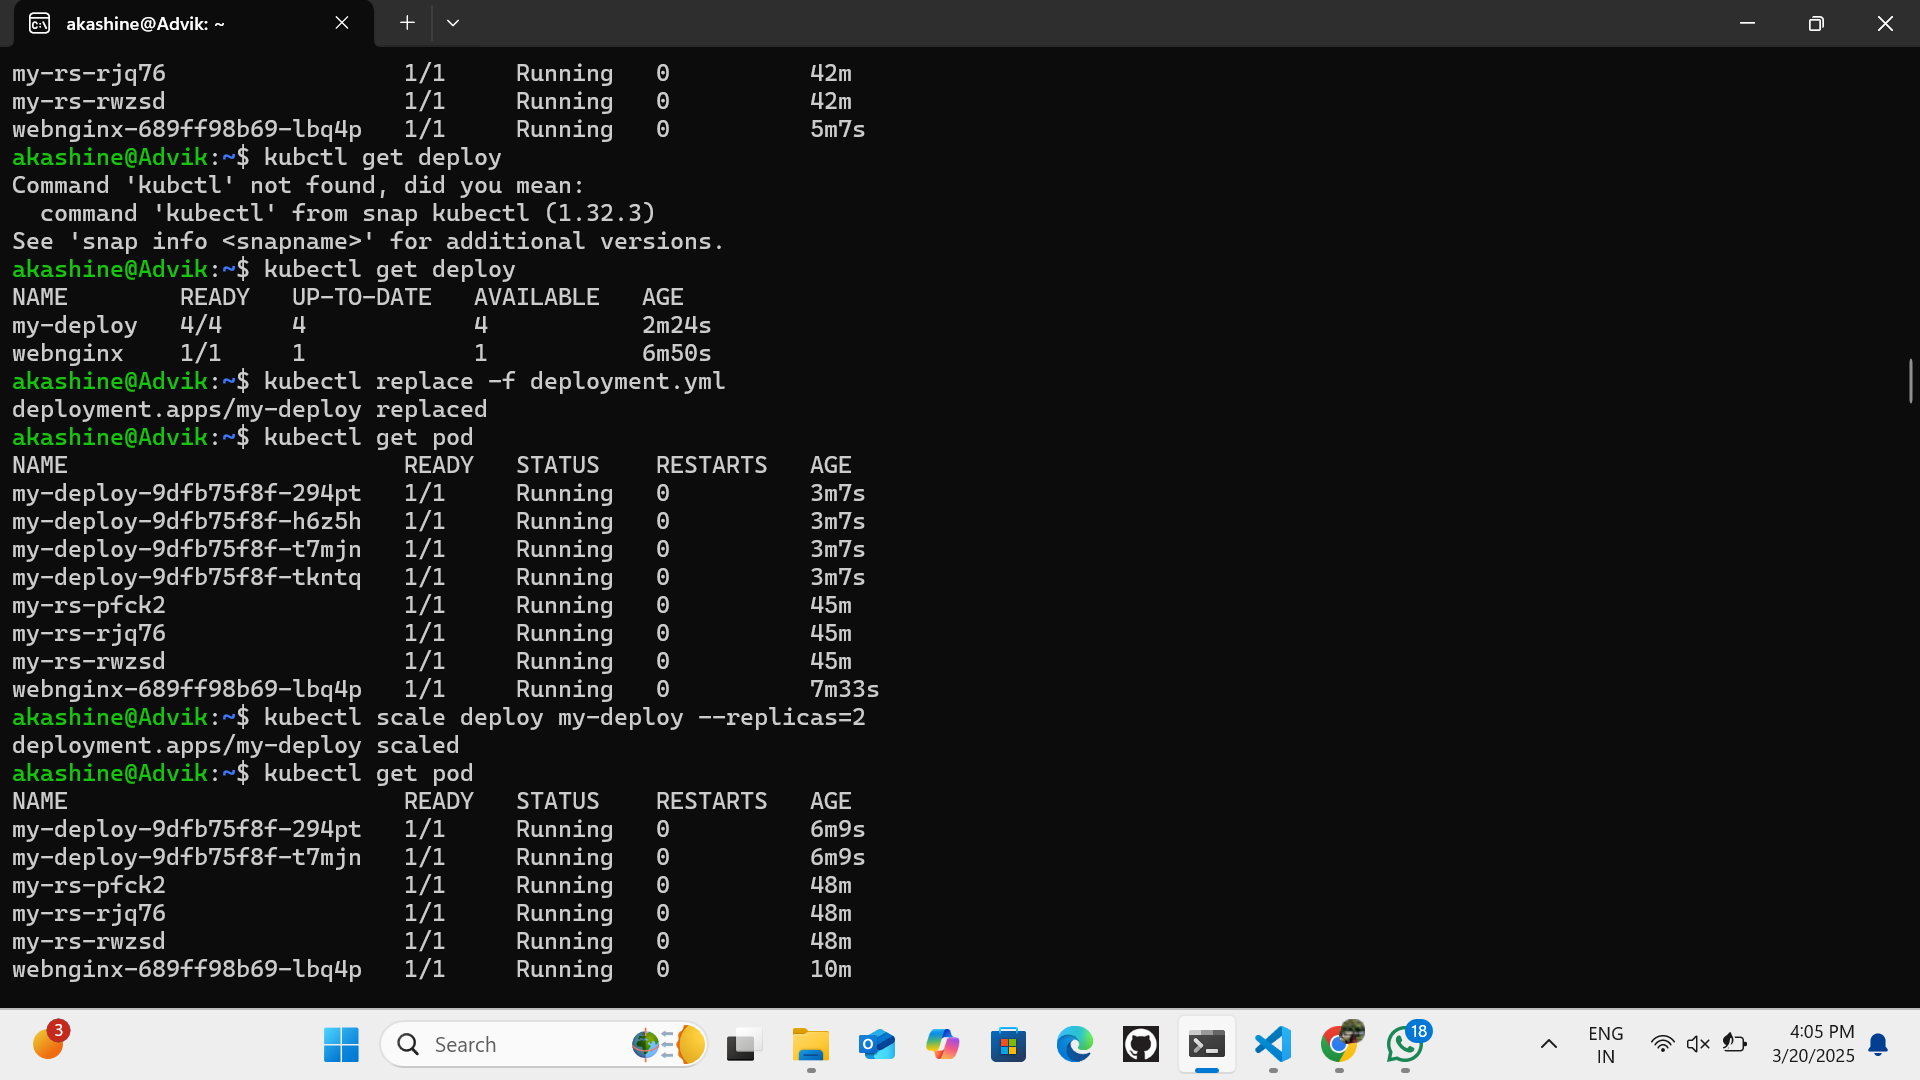 akashine@Advik: ~
my-rs-rjq76                 1/1     Running   0          42m
my-rs-rwzsd                 1/1     Running   0          42m
webnginx-689ff98b69-lbq4p   1/1     Running   0          5m7s
akashine@Advik:~$ kubctl get deploy
Command 'kubctl' not found, did you mean:
  command 'kubectl' from snap kubectl (1.32.3)
See 'snap info <snapname>' for additional versions.
akashine@Advik:~$ kubectl get deploy
NAME        READY   UP-TO-DATE   AVAILABLE   AGE
my-deploy   4/4     4            4           2m24s
webnginx    1/1     1            1           6m50s
akashine@Advik:~$ kubectl replace -f deployment.yml
deployment.apps/my-deploy replaced
akashine@Advik:~$ kubectl get pod
NAME                        READY   STATUS    RESTARTS   AGE
my-deploy-9dfb75f8f-294pt   1/1     Running   0          3m7s
my-deploy-9dfb75f8f-h6z5h   1/1     Running   0          3m7s
my-deploy-9dfb75f8f-t7mjn   1/1     Running   0          3m7s
my-deploy-9dfb75f8f-tkntq   1/1     Running   0          3m7s
my-rs-pfck2                 1/1     Running   0          45m
my-rs-rjq76                 1/1     Running   0          45m
my-rs-rwzsd                 1/1     Running   0          45m
webnginx-689ff98b69-lbq4p   1/1     Running   0          7m33s
akashine@Advik:~$ kubectl scale deploy my-deploy --replicas=2
deployment.apps/my-deploy scaled
akashine@Advik:~$ kubectl get pod
NAME                        READY   STATUS    RESTARTS   AGE
my-deploy-9dfb75f8f-294pt   1/1     Running   0          6m9s
my-deploy-9dfb75f8f-t7mjn   1/1     Running   0          6m9s
my-rs-pfck2                 1/1     Running   0          48m
my-rs-rjq76                 1/1     Running   0          48m
my-rs-rwzsd                 1/1     Running   0          48m
webnginx-689ff98b69-lbq4p   1/1     Running   0          10m
3
Search
18
ENG
IN
4:05 PM
3/20/2025